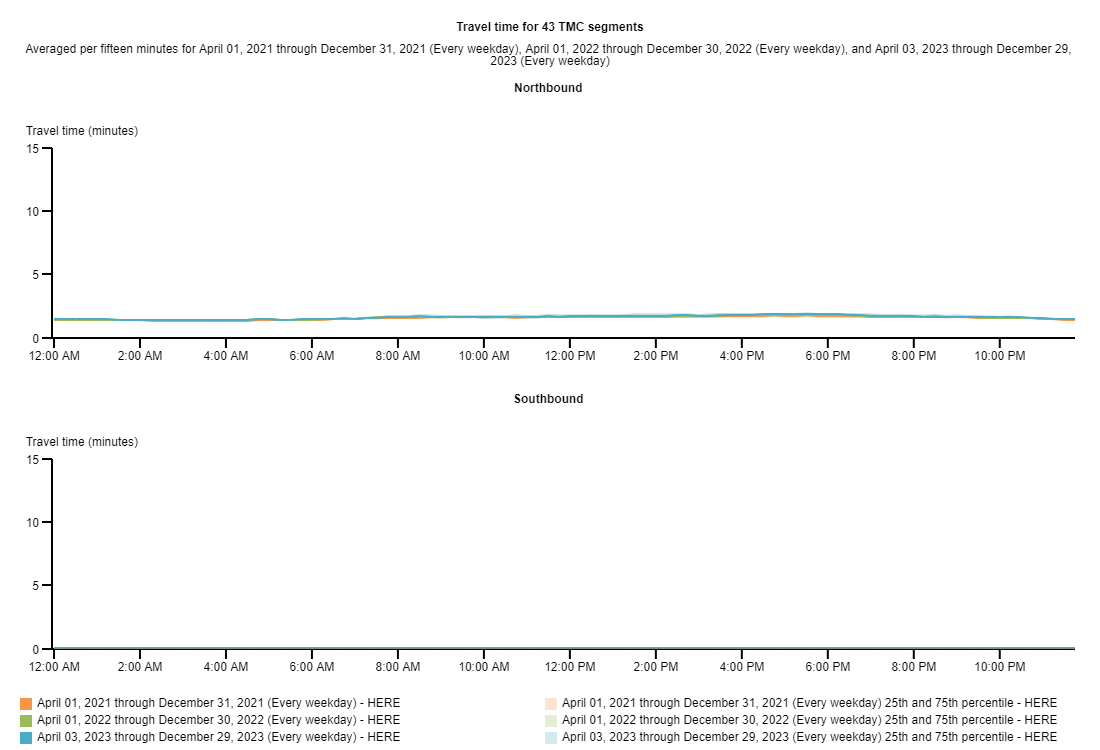 Travel time for 43 TMC segments
Averaged per fifteen minutes for April 01, 2021 through December 31, 2021 (Every weekday), April 01, 2022 through December 30, 2022 (Every weekday), and April 03, 2023 through December 29,
2023 (Every weekday)
Northbound
Travel time (minutes)
15
10
5
0
12:00 AM 2:00 AM 4:00 AM 6:00 AM 8:00 AM 10:00 AM 12:00 PM 2:00 PM 4:00 PM 6:00 PM 8:00 PM 10:00 PM
Southbound
Travel time (minutes)
15
10
5
0
12:00 AM 2:00 AM 4:00 AM 6:00 AM 8:00 AM 10:00 AM 12:00 PM 2:00 PM 4:00 PM 6:00 PM 8:00 PM 10:00 PM
April 01, 2021 through December 31, 2021 (Every weekday) - HERE
April 01, 2022 through December 30, 2022 (Every weekday) - HERE
April 03, 2023 through December 29, 2023 (Every weekday) - HERE
April 01, 2021 through December 31, 2021 (Every weekday) 25th and 75th percentile - HERE
April 01, 2022 through December 30, 2022 (Every weekday) 25th and 75th percentile - HERE
April 03, 2023 through December 29, 2023 (Every weekday) 25th and 75th percentile - HERE